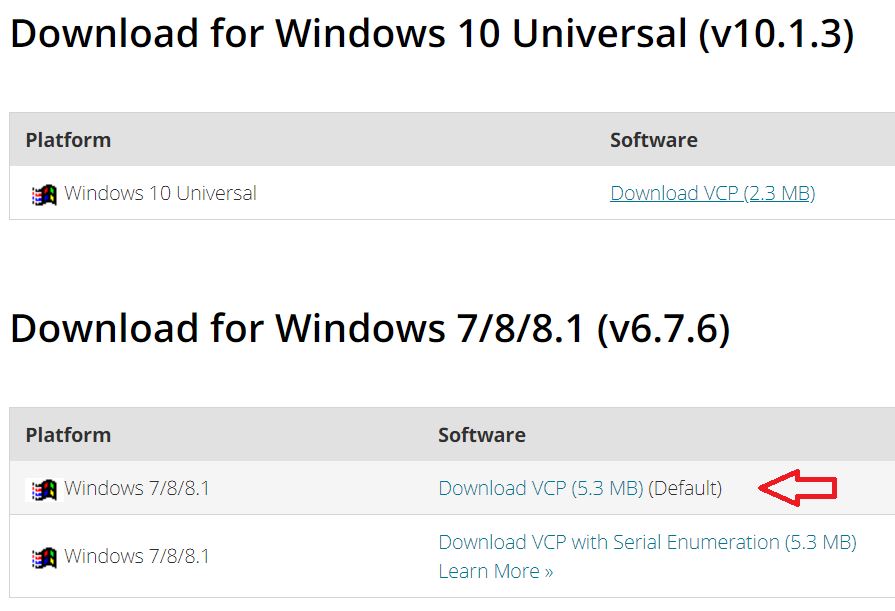 Download for Windows 10 Universal (v10.1.3)
Platform Software
Windows 10 Universal Download VCP (2.3 MB)
Download for Windows 7/8/8.1 (v6.7.6)
Platform Software
Windows 7/8/8.1 Download VCP (5.3 MB) (Default)
Windows 7/8/8.1 Download VCP with Serial Enumeration (5.3 MB)
Learn More »